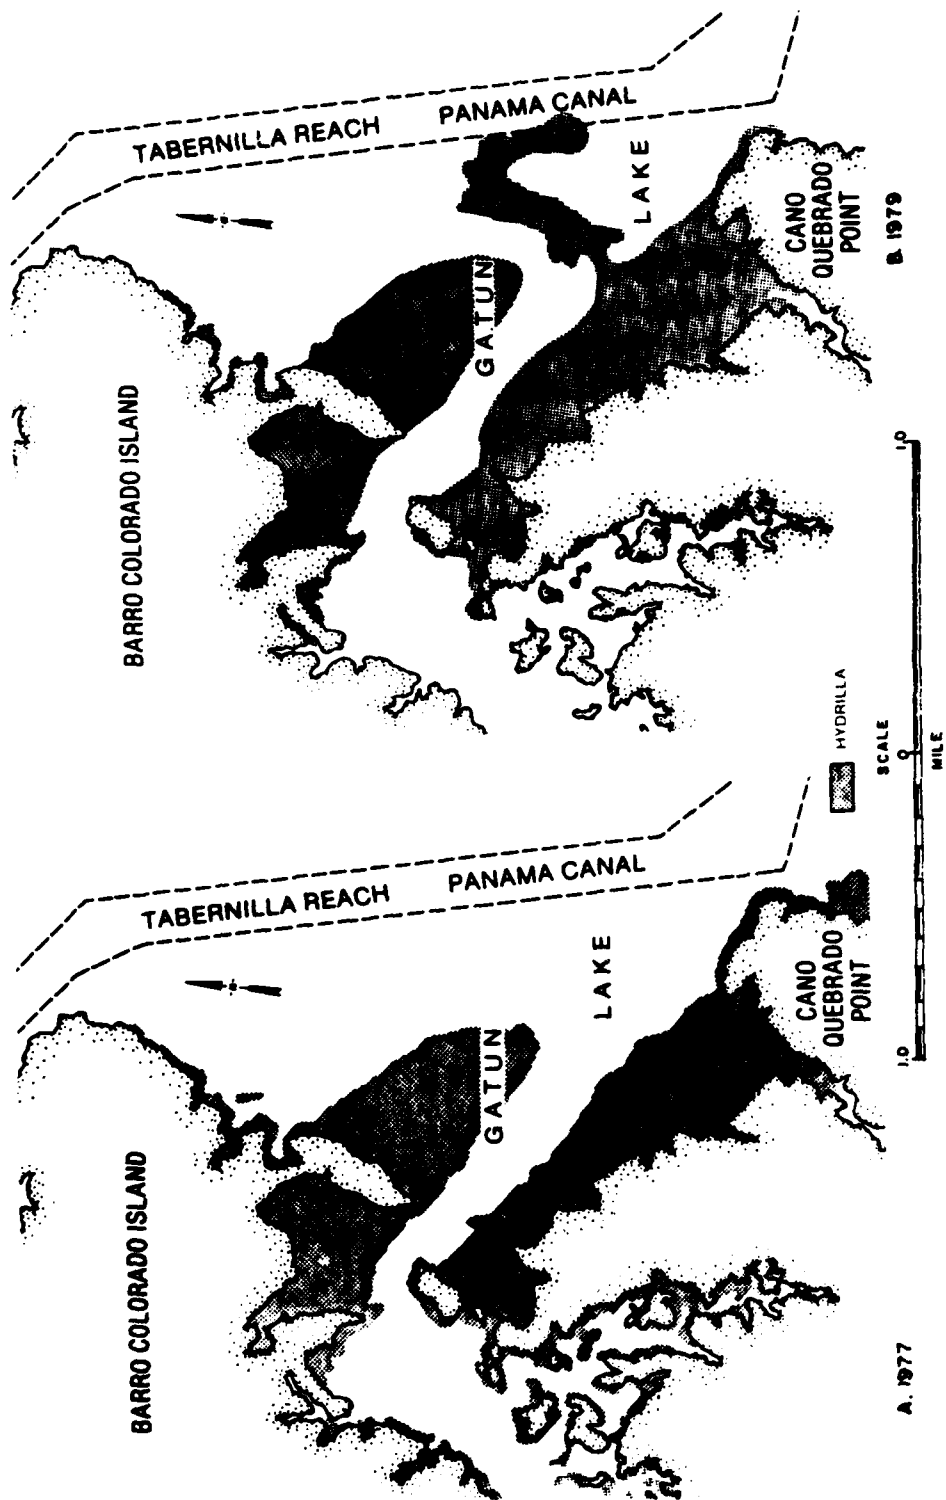 TABERNILLA REACH
PANAMA CANAL
BARRO COLORADO ISLAND
GATUN
LAKE
CANO
QUEBRADO
POINT
A. 1977
TABERNILLA REACH
PANAMA CANAL
BARRO COLORADO ISLAND
GATUN
LAKE
CANO
QUEBRADO
POINT
B. 1979
HYDRILLA
SCALE
1.0
0
1.0
MILE